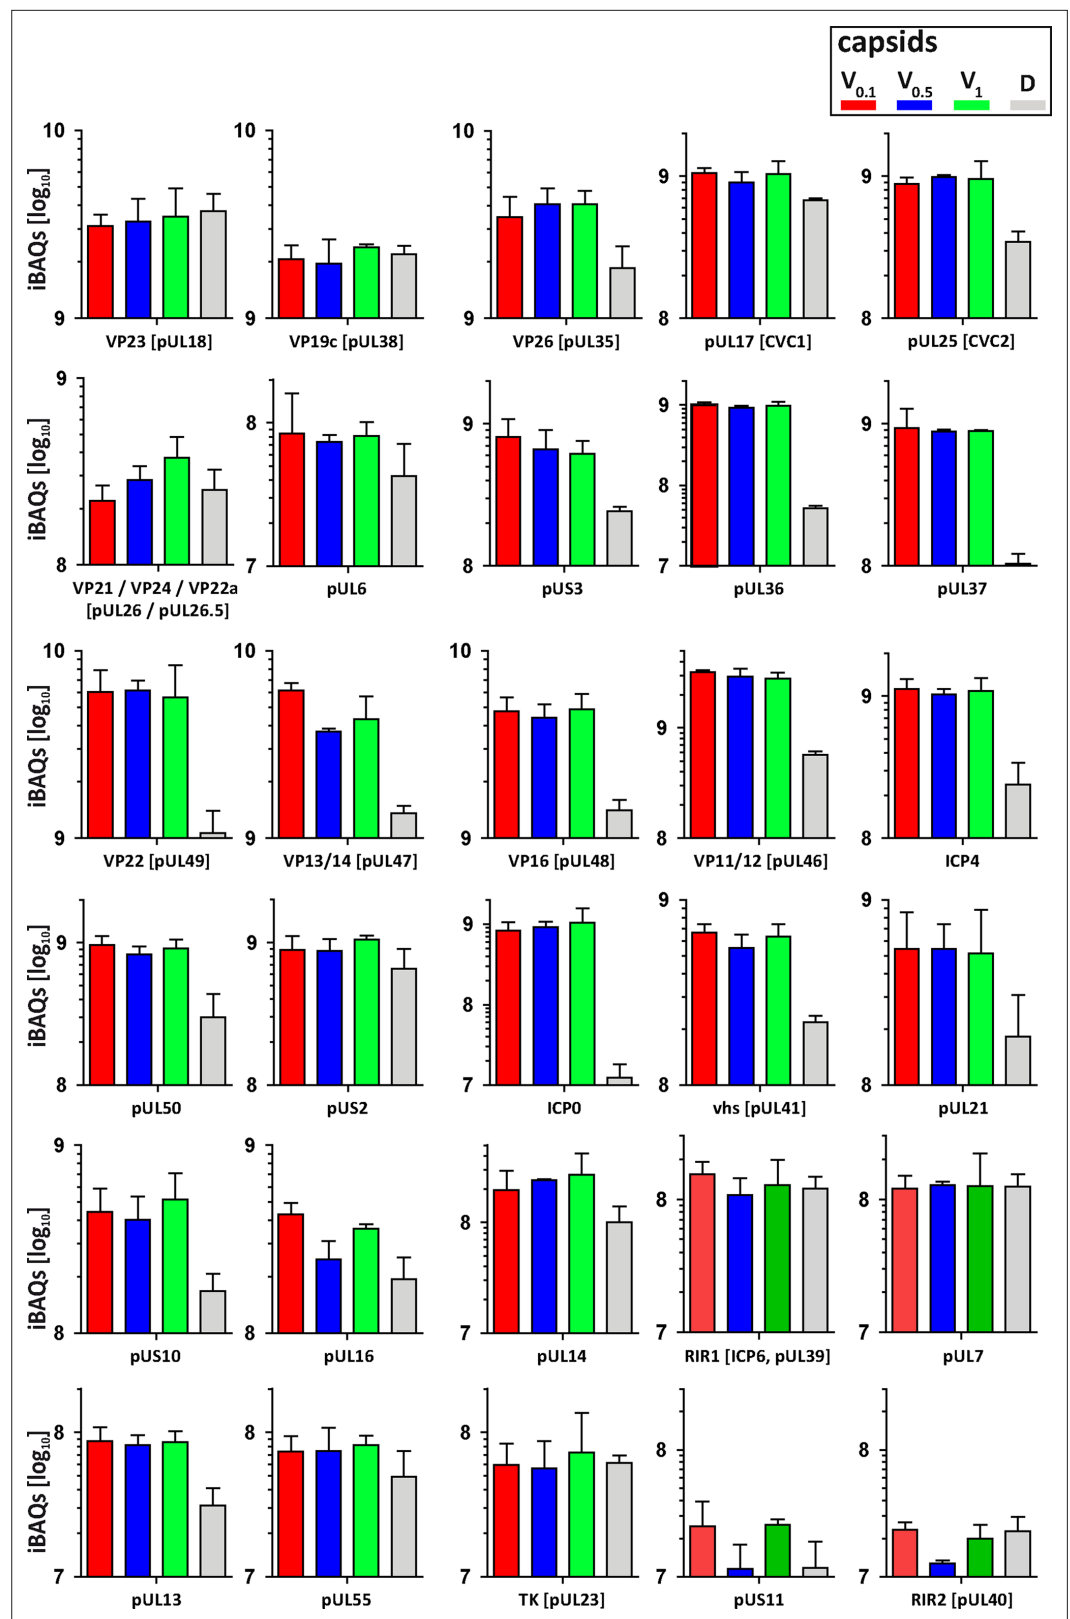 capsids
V0.1 V0.5 V1 D
iBAQs [log10]
10 10 10 9 9
9 9 9 8 8
VP23 [pUL18] VP19c [pUL38] VP26 [pUL35] pUL17 [CVC1] pUL25 [CVC2]
iBAQs [log10]
9 8 9 9 9
8 8
8 7 8 7 8
VP21 / VP24 / VP22a pUL6 pUS3 pUL36 pUL37
[pUL26 / pUL26.5]
iBAQs [log10]
10 10 10 9 9
9 9 9 8 8
VP22 [pUL49] VP13/14 [pUL47] VP16 [pUL48] VP11/12 [pUL46] ICP4
iBAQs [log10]
9 9 9 9 9
8
8 8 7 8 8
pUL50 pUS2 ICP0 vhs [pUL41] pUL21
iBAQs [log10]
9 9 8 8 8
8 8 7 7 7
pUS10 pUL16 pUL14 RIR1 [ICP6, pUL39] pUL7
iBAQs [log10]
8 8 8 8 8
7 7 7 7 7
pUL13 pUL55 TK [pUL23] pUS11 RIR2 [pUL40]